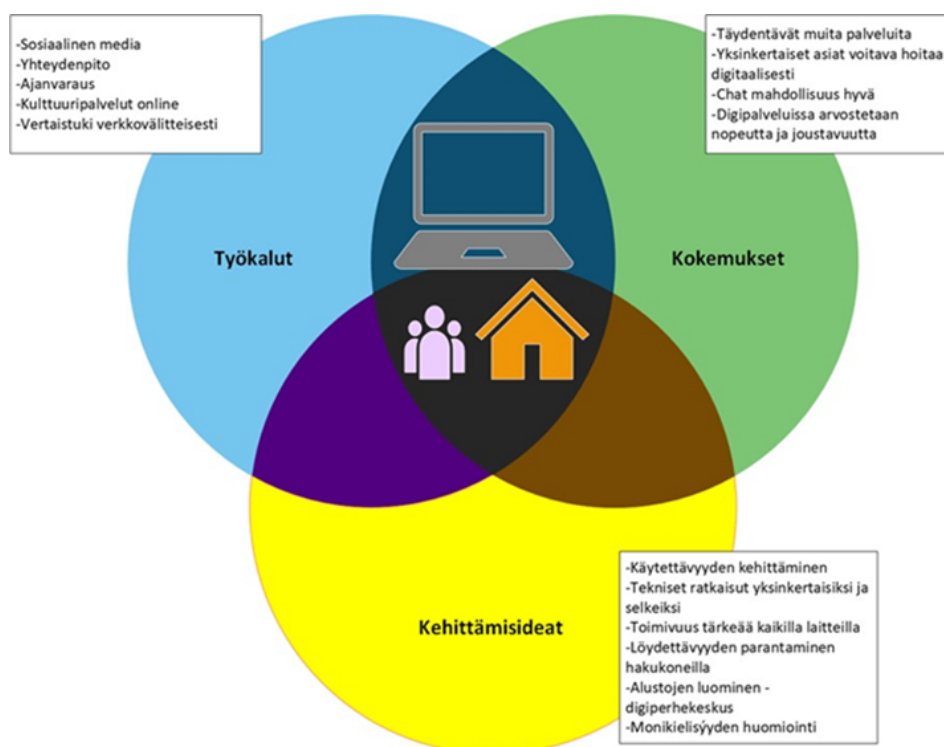 -Sosiaalinen media
-Yhteydenpito
-Ajanvaraus
-Kulttuuripalvelut online
-Vertaistuki verkkovälitteisesti
-Täydentävät muita palveluita
-Yksinkertaiset asiat voitava hoitaa
digitaalisesti
-Chat mahdollisuus hyvä
-Digipalveluissa arvostetaan
nopeutta ja joustavuutta
Työkalut
Kokemukset
Kehittämisideat
-Käytettävyyden kehittäminen
-Tekniset ratkaisut yksinkertaisiksi ja
selkeiksi
-Toimivuus tärkeää kaikilla laitteilla
-Löydettävyyden parantaminen
hakukoneilla
-Alustojen luominen -
digiperhekeskus
-Monikielisýyden huomiointi